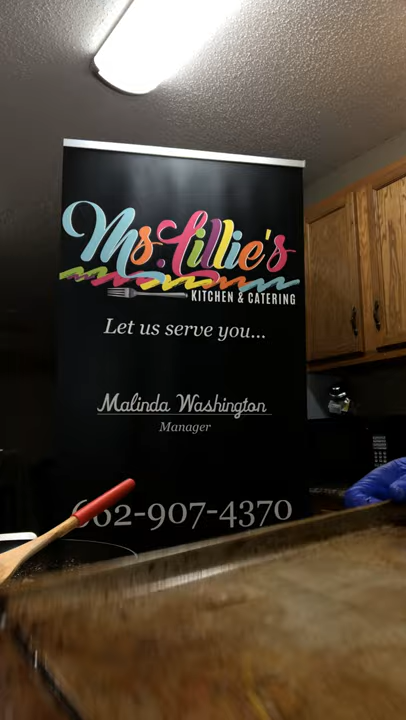 Ms. Lillie's
KITCHEN & CATERING
Let us serve you...
Malinda Washington
Manager
662-907-4370